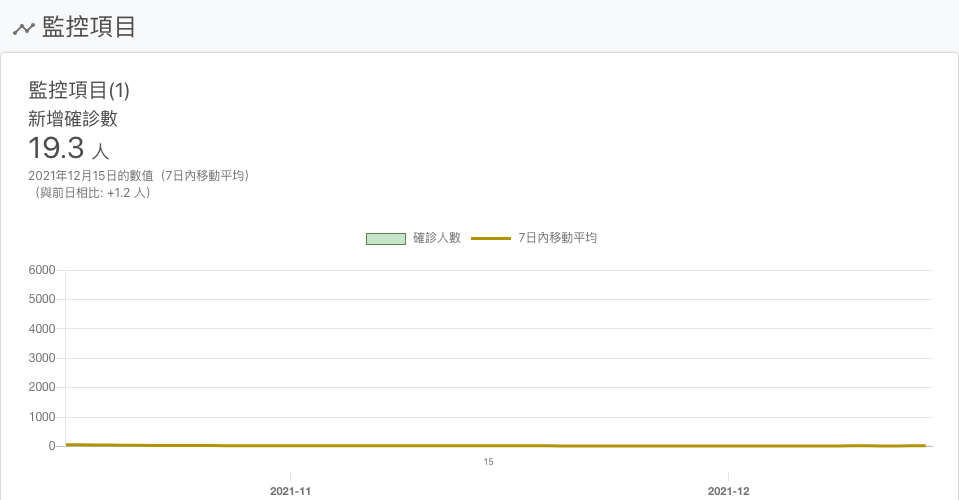 監控項目
監控項目(1)
新增確診數
19.3 人
2021年12月15日的數值（7日內移動平均）
（與前日相比: +1.2 人）
確診人數 7日內移動平均
6000
5000
4000
3000
2000
1000
0
15
2021-11 2021-12